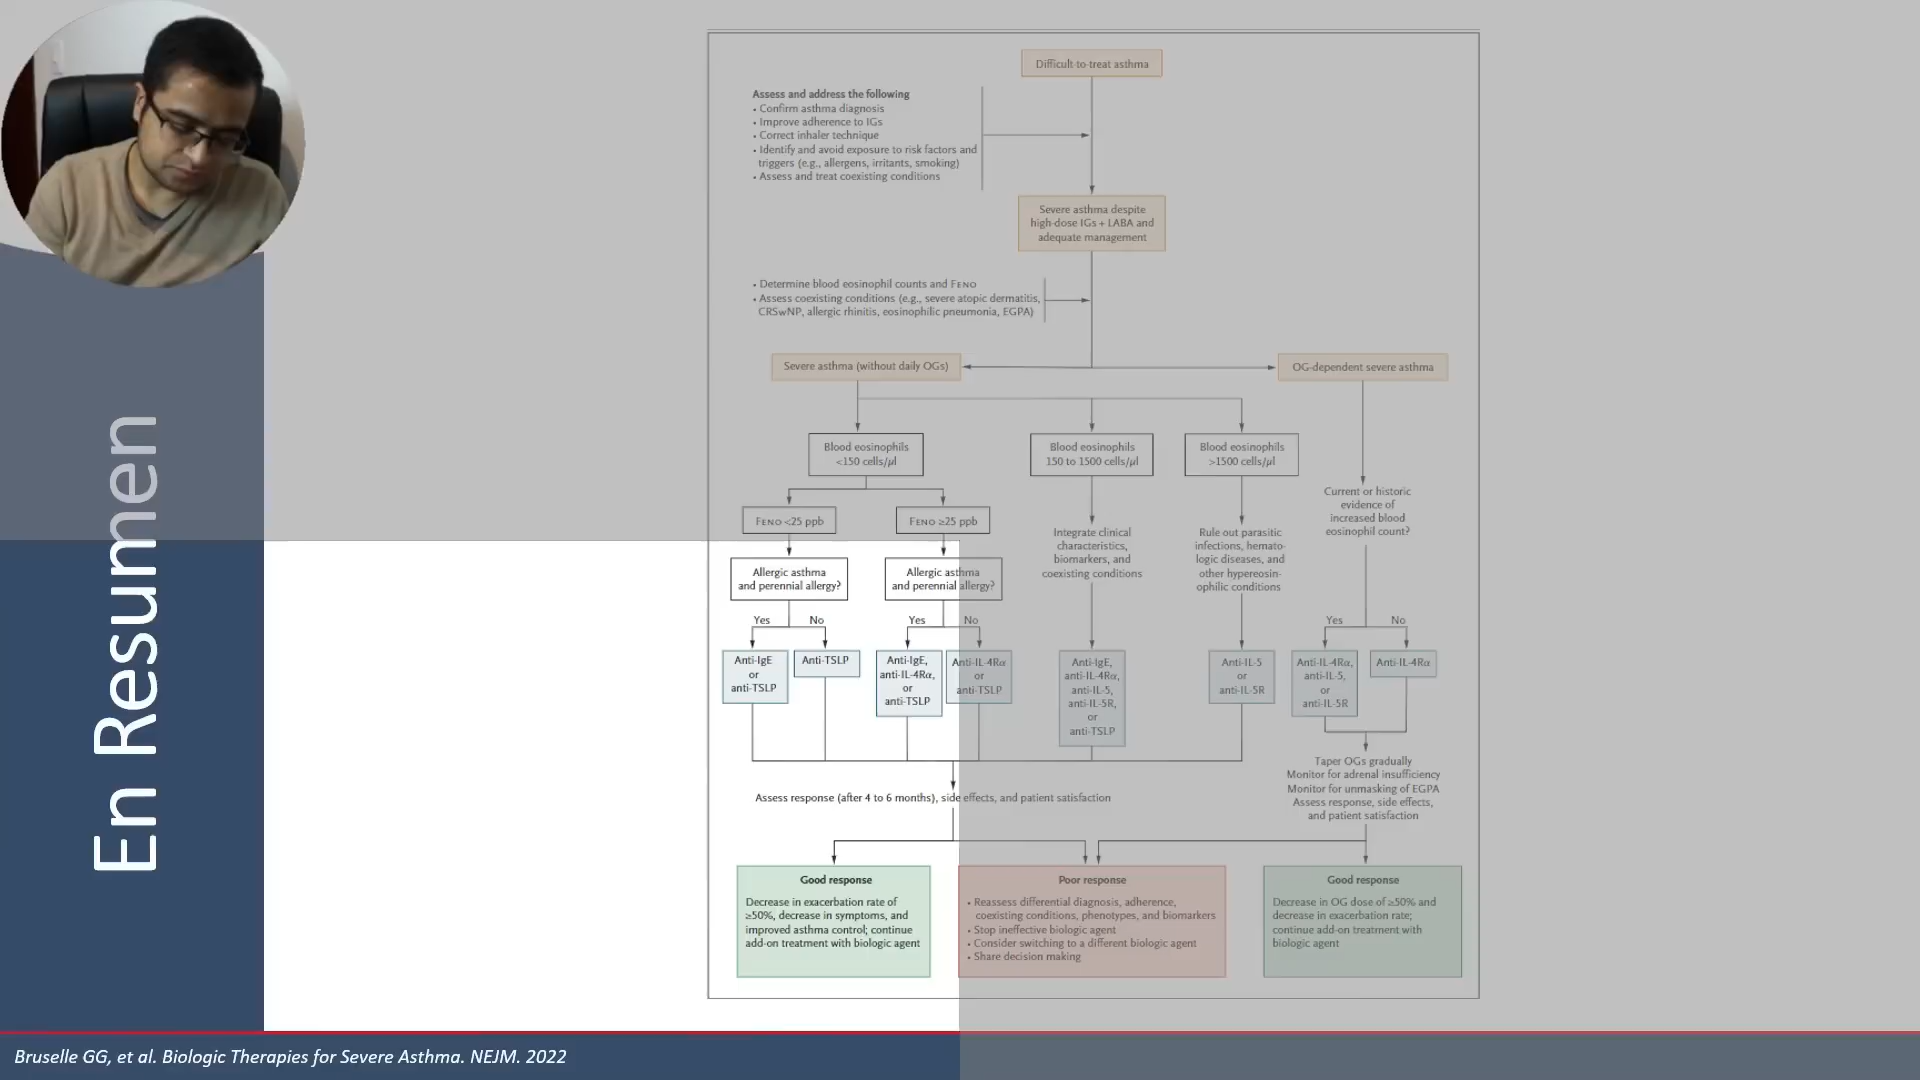 Difficult-to-treat asthma
Assess and address the following
• Confirm asthma diagnosis
• Improve adherence to IGs
• Correct inhaler technique
• Identify and avoid exposure to risk factors and
triggers (e.g., allergens, irritants, smoking)
• Assess and treat coexisting conditions
Severe asthma despite
high-dose IGs + LABA and
adequate management
• Determine blood eosinophil counts and FENO
• Assess coexisting conditions (e.g., severe atopic dermatitis,
CRSwNP, allergic rhinitis, eosinophilic pneumonia, EGPA)
Severe asthma (without daily OGs)
OG-dependent severe asthma
Blood eosinophils
<150 cells/μl
Blood eosinophils
150 to 1500 cells/μl
Blood eosinophils
>1500 cells/μl
FENO <25 ppb
FENO ≥25 ppb
Integrate clinical
characteristics,
biomarkers, and
coexisting conditions
Rule out parasitic
infections, hemato-
logic diseases, and
other hypereosin-
ophilic conditions
Current or historic
evidence of
increased blood
eosinophil count?
Allergic asthma
and perennial allergy?
Allergic asthma
and perennial allergy?
Yes
No
Yes
No
Yes
No
Anti-IgE
or
anti-TSLP
Anti-TSLP
Anti-IgE,
anti-IL-4Rα,
or
anti-TSLP
Anti-IL-4Rα
or
anti-TSLP
Anti-IgE,
anti-IL-4Rα,
anti-IL-5,
anti-IL-5R,
or
anti-TSLP
Anti-IL-5
or
anti-IL-5R
Anti-IL-4Rα,
anti-IL-5,
or
anti-IL-5R
Anti-IL-4Rα
Assess response (after 4 to 6 months), side effects, and patient satisfaction
Taper OGs gradually
Monitor for adrenal insufficiency
Monitor for unmasking of EGPA
Assess response, side effects,
and patient satisfaction
Good response
Decrease in exacerbation rate of
≥50%, decrease in symptoms, and
improved asthma control; continue
add-on treatment with biologic agent
Poor response
• Reassess differential diagnosis, adherence,
coexisting conditions, phenotypes, and biomarkers
• Stop ineffective biologic agent
• Consider switching to a different biologic agent
• Share decision making
Good response
Decrease in OG dose of ≥50% and
decrease in exacerbation rate;
continue add-on treatment with
biologic agent
En Resumen
Bruselle GG, et al. Biologic Therapies for Severe Asthma. NEJM. 2022